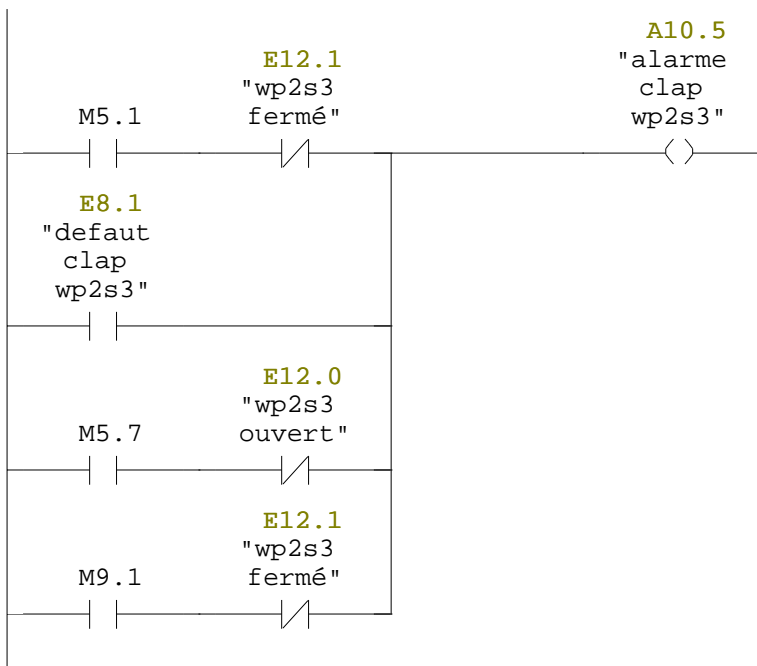 A10.5
E12.1
"alarme
"wp2s3
clap
M5.1
fermé"
wp2s3"
E8.1
"defaut
clap
wp2s3"
E12.0
"wp2s3
M5.7
ouvert"
E12.1
"wp2s3
M9.1
fermé"